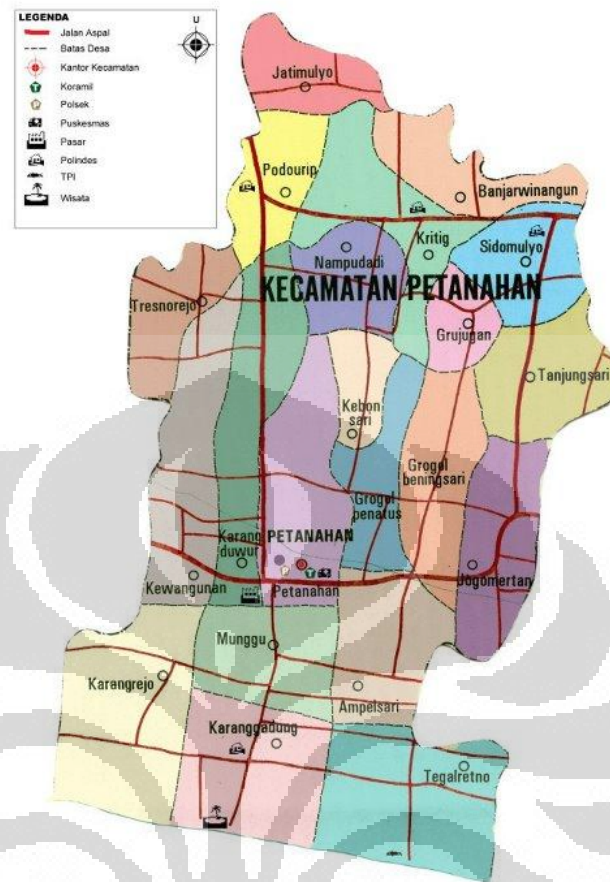 LEGENDA
Jalan Aspal
Batas Desa
Kantor Kecamatan
Koramil
Polsek
Puskesmas
Pasar
Polindes
TPI
Wisata
U
Jatimulyo
Podourip
Banjarwinangun
Kritig
Sidomulyo
Nampudadi
KECAMATAN PETANAHAN
Tresnorejo
Grujugan
Tanjungsari
Kebon
sari
Grogol
beningsari
Grogol
penatus
Karang
duwur
PETANAHAN
Jogomertan
Kewangunan
Petanahan
Munggu
Karangrejo
Ampelsari
Karanggadung
Tegalretno